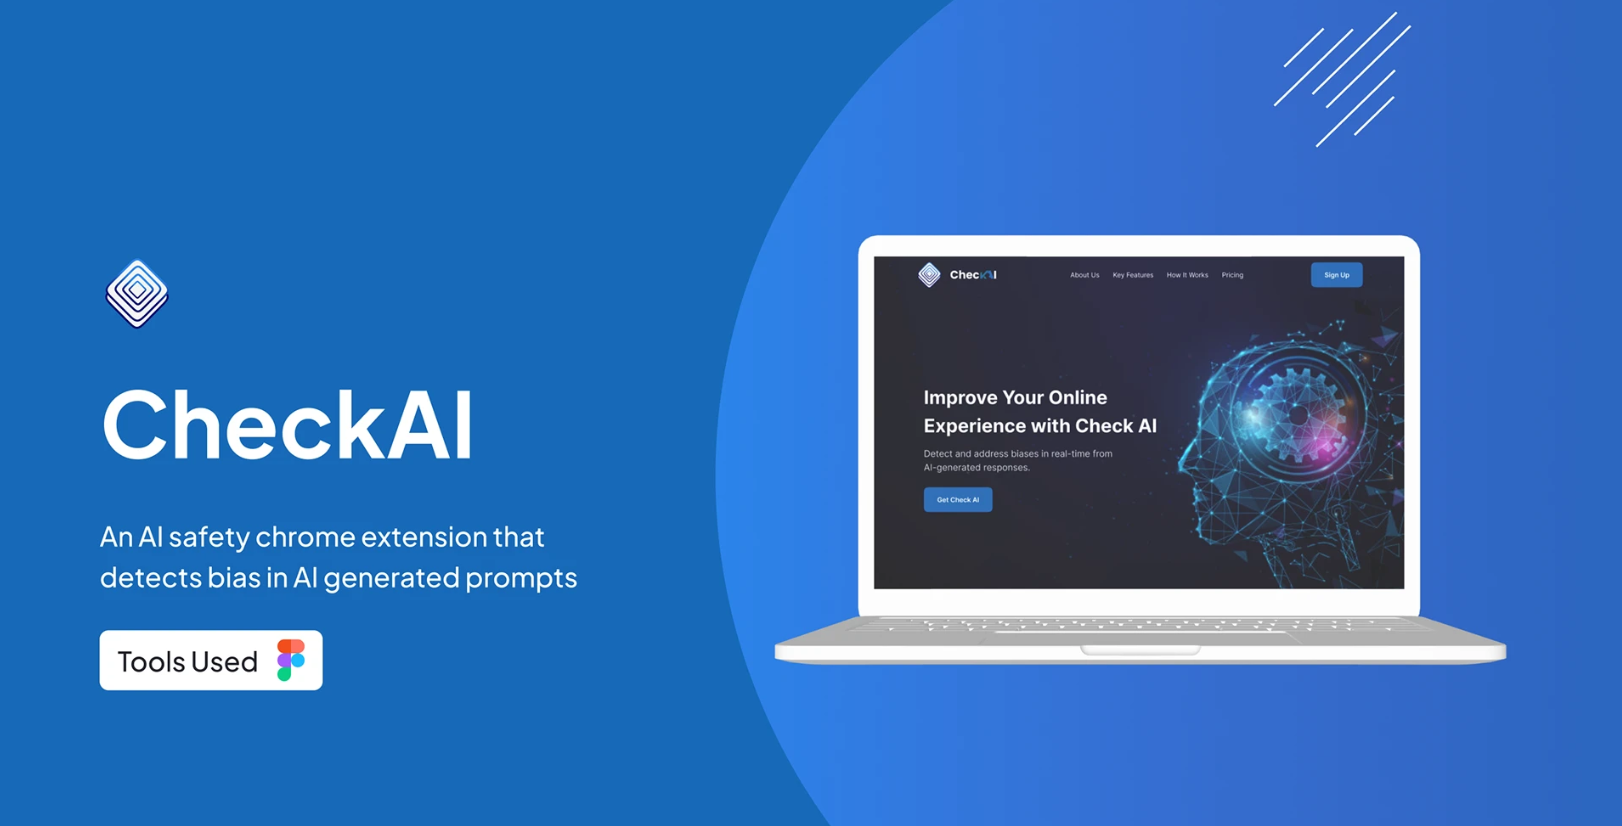 CheckAI
An AI safety chrome extension that
detects bias in AI generated prompts
Tools Used
CheckAI
About Us
Key Features
How It Works
Pricing
Sign Up
Improve Your Online
Experience with Check AI
Detect and address biases in real-time from
AI-generated responses.
Get Check AI